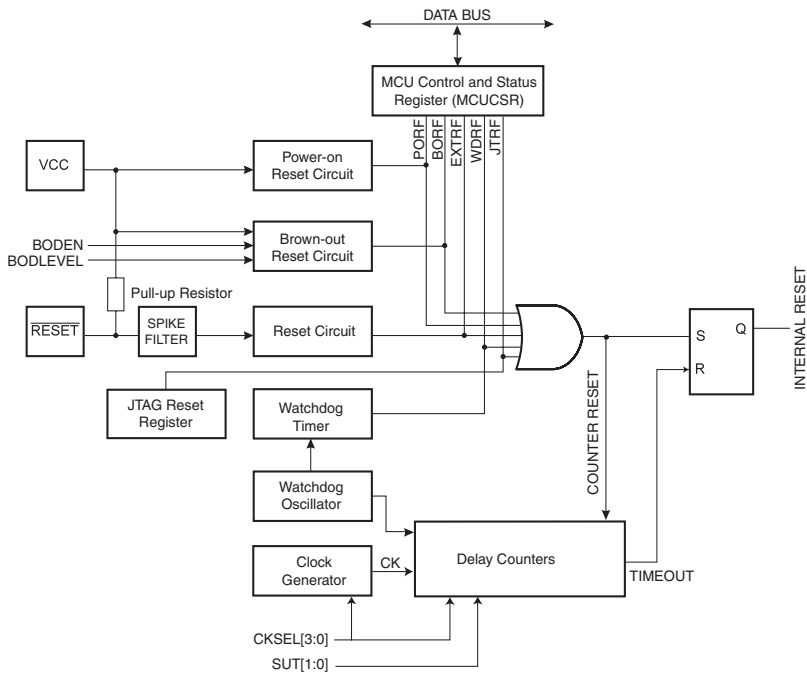 DATA BUS
MCU Control and Status
Register (MCUCSR)
PORF
BORF
EXTRF
WDRF
JTRF
VCC
Power-on
Reset Circuit
BODEN
BODLEVEL
Brown-out
Reset Circuit
Pull-up Resistor
RESET
SPIKE
FILTER
Reset Circuit
JTAG Reset
Register
Watchdog
Timer
Watchdog
Oscillator
Clock
Generator
CK
Delay Counters
CKSEL[3:0]
SUT[1:0]
COUNTER RESET
TIMEOUT
S
R
Q
INTERNAL RESET